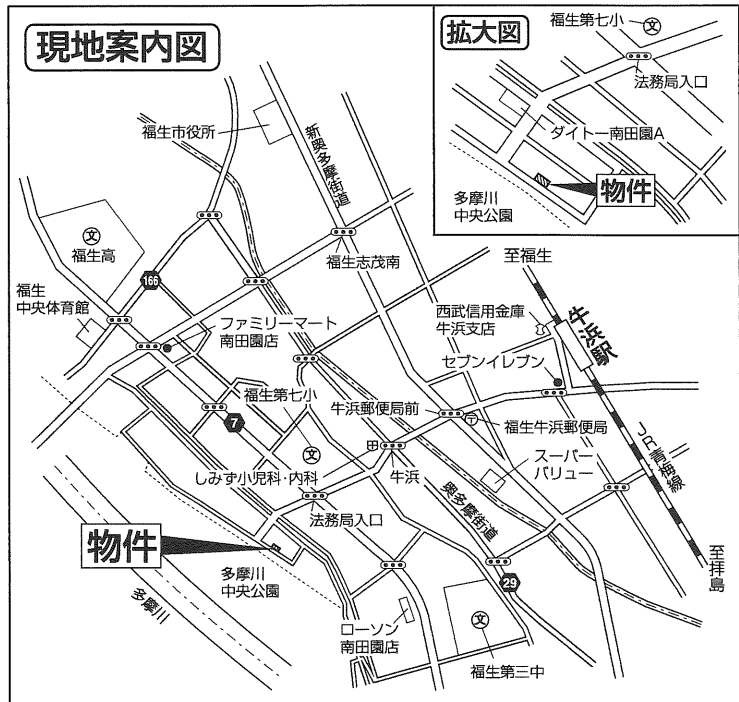 現地案内図
拡大図
福生第七小
文
法務局入口
ダイトー南田園A
物件
多摩川
中央公園
福生市役所
新奥多摩街道
文
福生高
166
福生志茂南
至福生
福生
中央体育館
ファミリーマート
南田園店
西武信用金庫
牛浜支店
牛浜駅
セブンイレブン
福生第七小
7
文
牛浜郵便局前
福生牛浜郵便局
JR青梅線
しみず小児科・内科
牛浜
スーパー
バリュー
法務局入口
奥多摩街道
物件
多摩川
中央公園
多摩川
29
至拝島
ローソン
南田園店
文
福生第三中